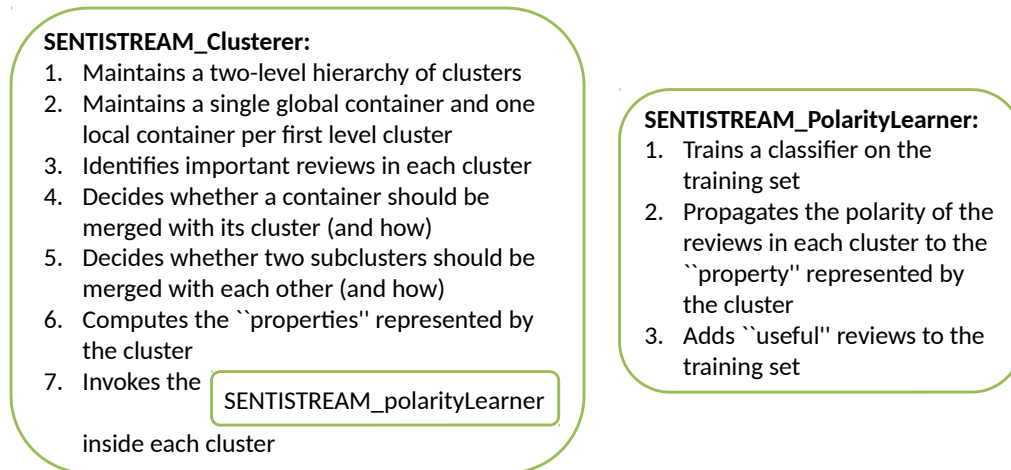 SENTISTREAM_Clusterer:
1. Maintains a two-level hierarchy of clusters
2. Maintains a single global container and one
local container per first level cluster
3. Identifies important reviews in each cluster
4. Decides whether a container should be
merged with its cluster (and how)
5. Decides whether two subclusters should be
merged with each other (and how)
6. Computes the ``properties'' represented by
the cluster
7. Invokes the
SENTISTREAM_polarityLearner
inside each cluster
SENTISTREAM_PolarityLearner:
1. Trains a classifier on the
training set
2. Propagates the polarity of the
reviews in each cluster to the
``property'' represented by
the cluster
3. Adds ``useful'' reviews to the
training set